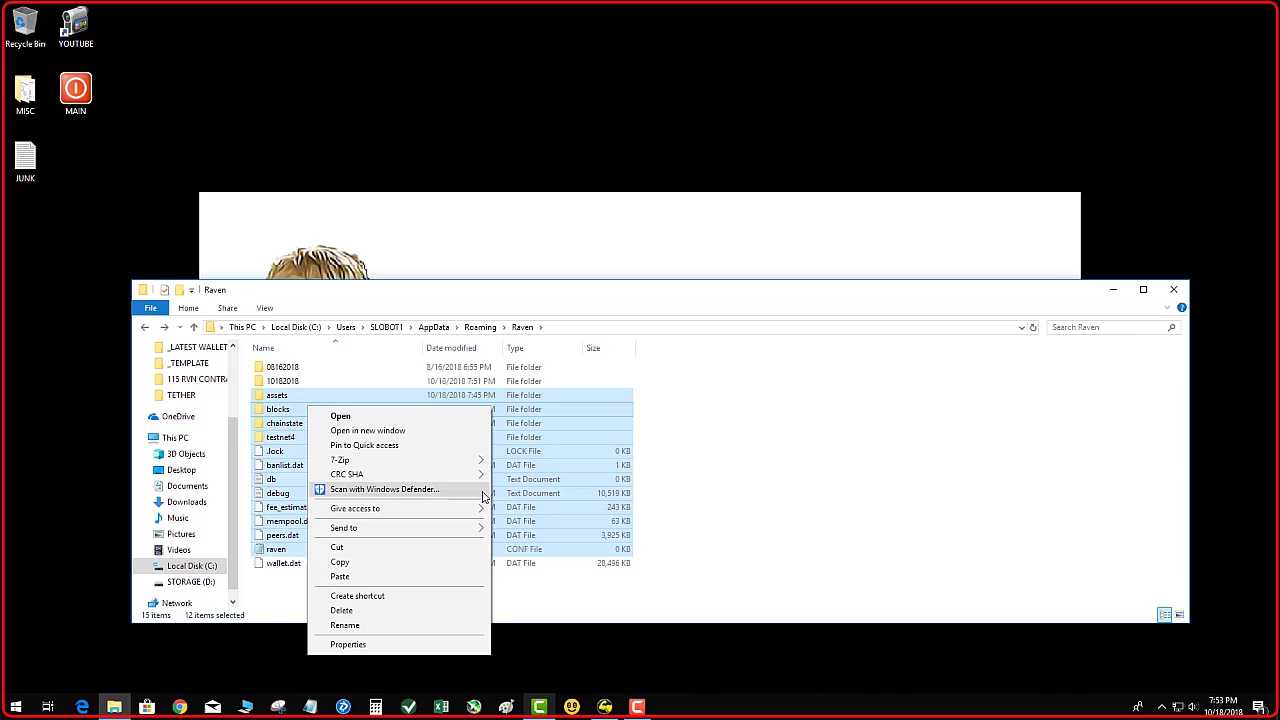 Recycle Bin
YOUTUBE
MISC
MAIN
JUNK
Raven
File Home Share View
This PC Local Disk (C:) Users SLOBOT1 AppData Roaming Raven
Search Raven
Name Date modified Type Size
_LATEST WALLET
_TEMPLATE
115 RVN CONTRA
TETHER
OneDrive
This PC
3D Objects
Desktop
Documents
Downloads
Music
Pictures
Videos
Local Disk (C:)
STORAGE (D:)
Network
08162018 8/16/2018 6:55 PM File folder
10182018 10/18/2018 7:51 PM File folder
assets 10/18/2018 7:45 PM File folder
blocks M File folder
chainstate M File folder
testnet4 M File folder
.lock M LOCK File 0 KB
banlist.dat M DAT File 1 KB
db M Text Document 0 KB
debug M Text Document 10,519 KB
fee_estimat M DAT File 243 KB
mempool.d M DAT File 63 KB
peers.dat M DAT File 3,925 KB
raven M CONF File 0 KB
wallet.dat M DAT File 28,496 KB
Open
Open in new window
Pin to Quick access
7-Zip
CRC SHA
Scan with Windows Defender...
Give access to
Send to
Cut
Copy
Paste
Create shortcut
Delete
Rename
Properties
15 items 12 items selected
7:53 PM
10/18/2018